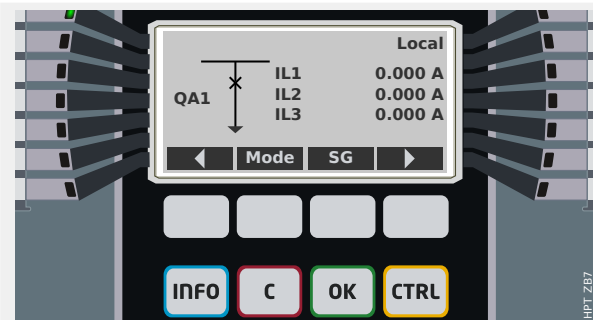 Local
IL1 0.000 A
QA1
IL2 0.000 A
IL3 0.000 A
Mode SG
INFO C OK CTRL
HPT ZB7